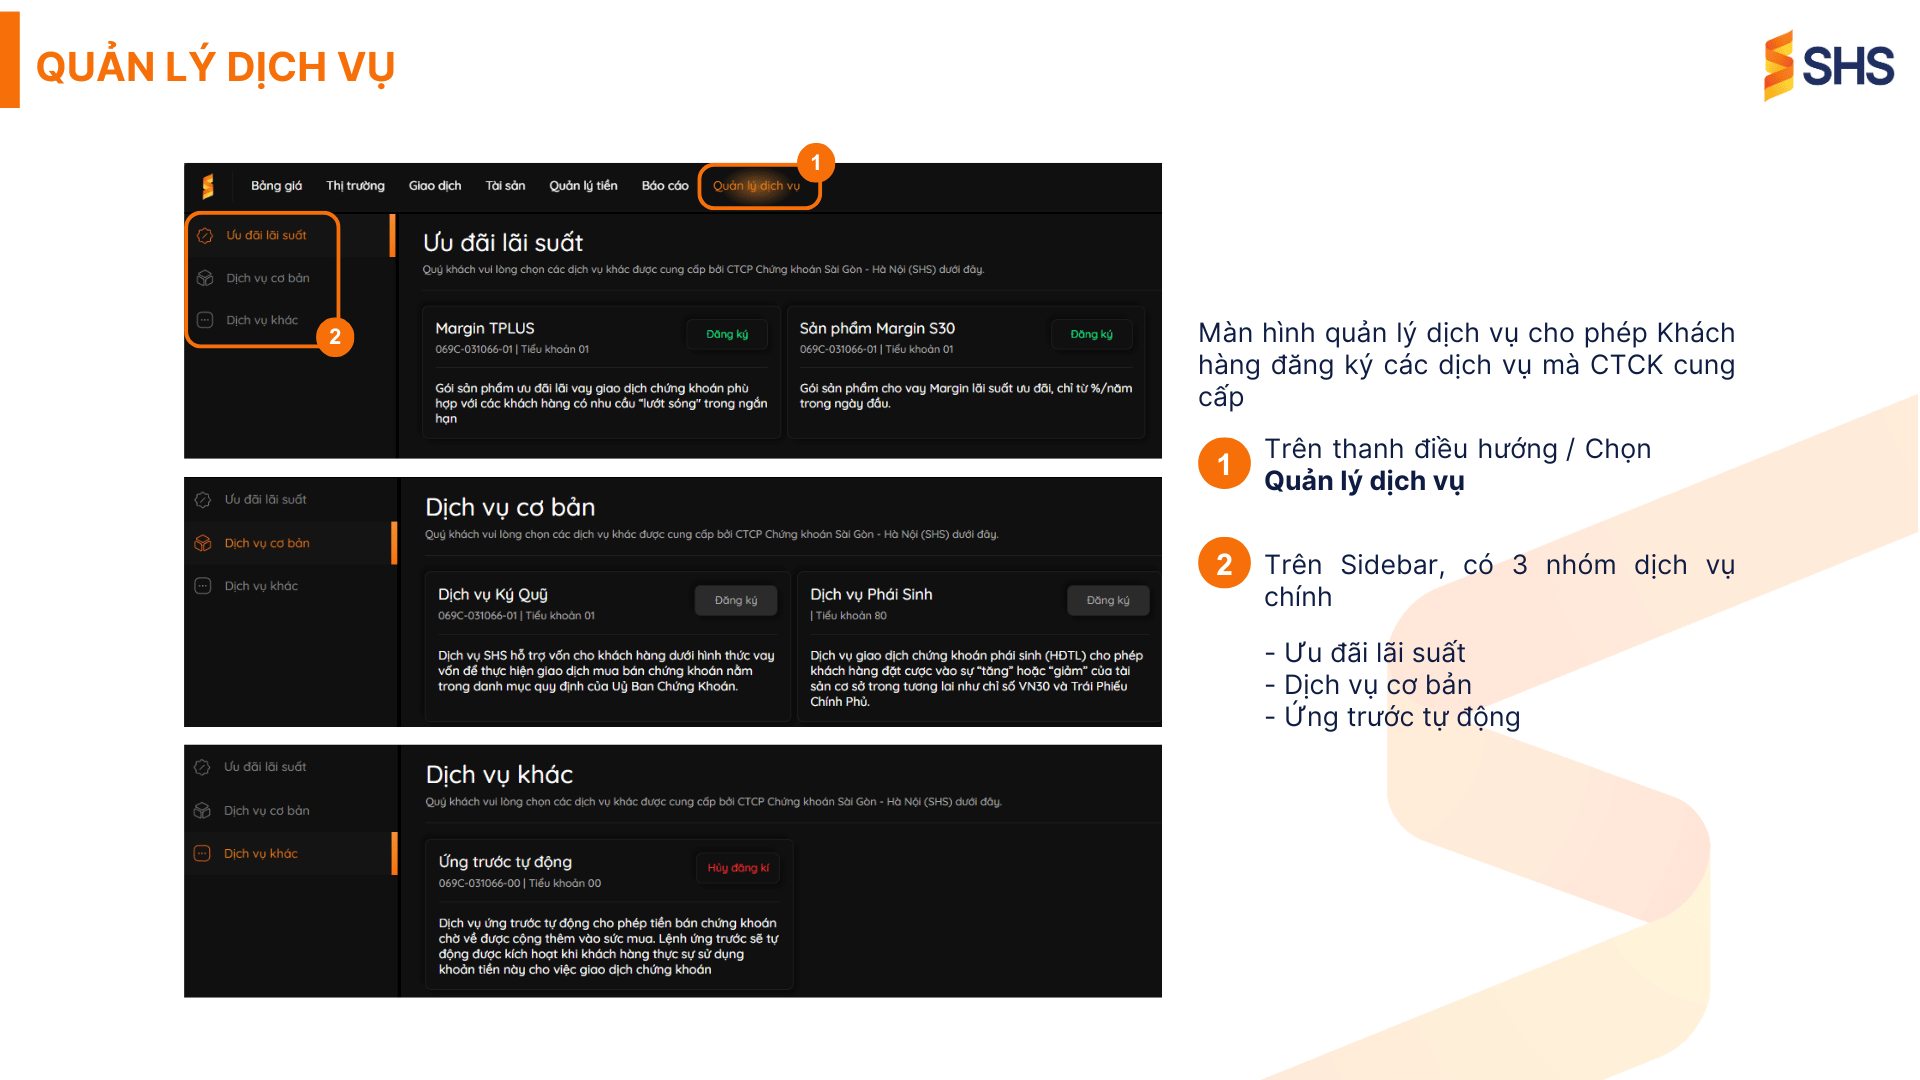 QUẢN LÝ DỊCH VỤ
SHS
1
Bảng giá Thị trường Giao dịch Tài sản Quản lý tiền Báo cáo Quản lý dịch vụ
Ưu đãi lãi suất
Dịch vụ cơ bản
Dịch vụ khác
2
Ưu đãi lãi suất
Quý khách vui lòng chọn các dịch vụ khác được cung cấp bởi CTCP Chứng khoán Sài Gòn - Hà Nội (SHS) dưới đây.
Margin TPLUS
Đăng ký
069C-031066-01 | Tiểu khoản 01
Gói sản phẩm ưu đãi lãi vay giao dịch chứng khoán phù
hợp với các khách hàng có nhu cầu “lướt sóng” trong ngắn
hạn
Sản phẩm Margin S30
Đăng ký
069C-031066-01 | Tiểu khoản 01
Gói sản phẩm cho vay Margin lãi suất ưu đãi, chỉ từ %/năm
trong ngày đầu.
Ưu đãi lãi suất
Dịch vụ cơ bản
Dịch vụ khác
Dịch vụ cơ bản
Quý khách vui lòng chọn các dịch vụ khác được cung cấp bởi CTCP Chứng khoán Sài Gòn - Hà Nội (SHS) dưới đây.
Dịch vụ Ký Quỹ
Đăng ký
069C-031066-01 | Tiểu khoản 01
Dịch vụ SHS hỗ trợ vốn cho khách hàng dưới hình thức vay
vốn để thực hiện giao dịch mua bán chứng khoán nằm
trong danh mục quy định của Uỷ Ban Chứng Khoán.
Dịch vụ Phái Sinh
Đăng ký
| Tiểu khoản 80
Dịch vụ giao dịch chứng khoán phái sinh (HĐTL) cho phép
khách hàng đặt cược vào sự “tăng” hoặc “giảm” của tài
sản cơ sở trong tương lai như chỉ số VN30 và Trái Phiếu
Chính Phủ.
Ưu đãi lãi suất
Dịch vụ cơ bản
Dịch vụ khác
Dịch vụ khác
Quý khách vui lòng chọn các dịch vụ khác được cung cấp bởi CTCP Chứng khoán Sài Gòn - Hà Nội (SHS) dưới đây.
Ứng trước tự động
Hủy đăng kí
069C-031066-00 | Tiểu khoản 00
Dịch vụ ứng trước tự động cho phép tiền bán chứng khoán
chờ về được cộng thêm vào sức mua. Lệnh ứng trước sẽ tự
động được kích hoạt khi khách hàng thực sự sử dụng
khoản tiền này cho việc giao dịch chứng khoán
Màn hình quản lý dịch vụ cho phép Khách
hàng đăng ký các dịch vụ mà CTCK cung
cấp
1
Trên thanh điều hướng / Chọn
Quản lý dịch vụ
2
Trên Sidebar, có 3 nhóm dịch vụ
chính
- Ưu đãi lãi suất
- Dịch vụ cơ bản
- Ứng trước tự động